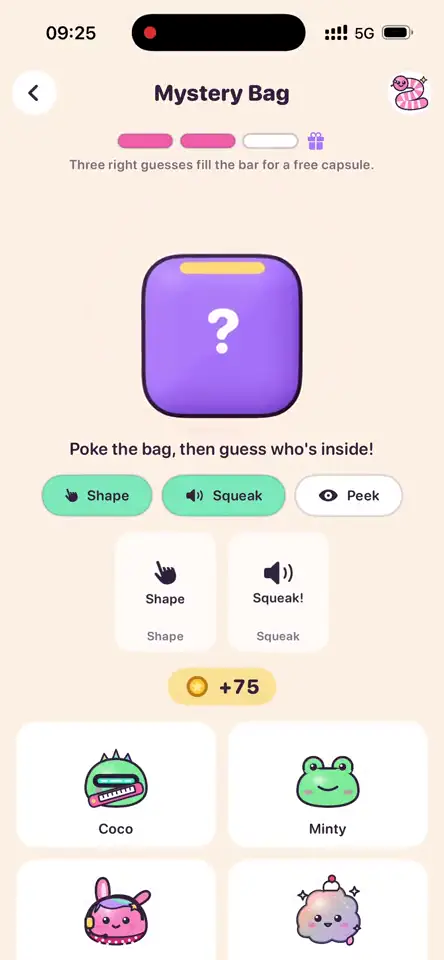 09:25
5G
Mystery Bag
Three right guesses fill the bar for a free capsule.
?
Poke the bag, then guess who's inside!
Shape
Squeak
Peek
Shape
Squeak!
Shape
Squeak
+75
Coco
Minty